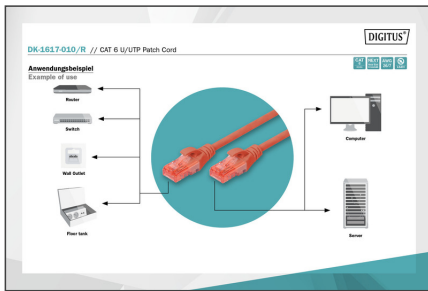 DIGITUS®
DK-1617-010/R // CAT 6 U/UTP Patch Cord
Anwendungsbeispiel
Example of use
Router
Switch
Wall Outlet
Floor tank
Computer
Server